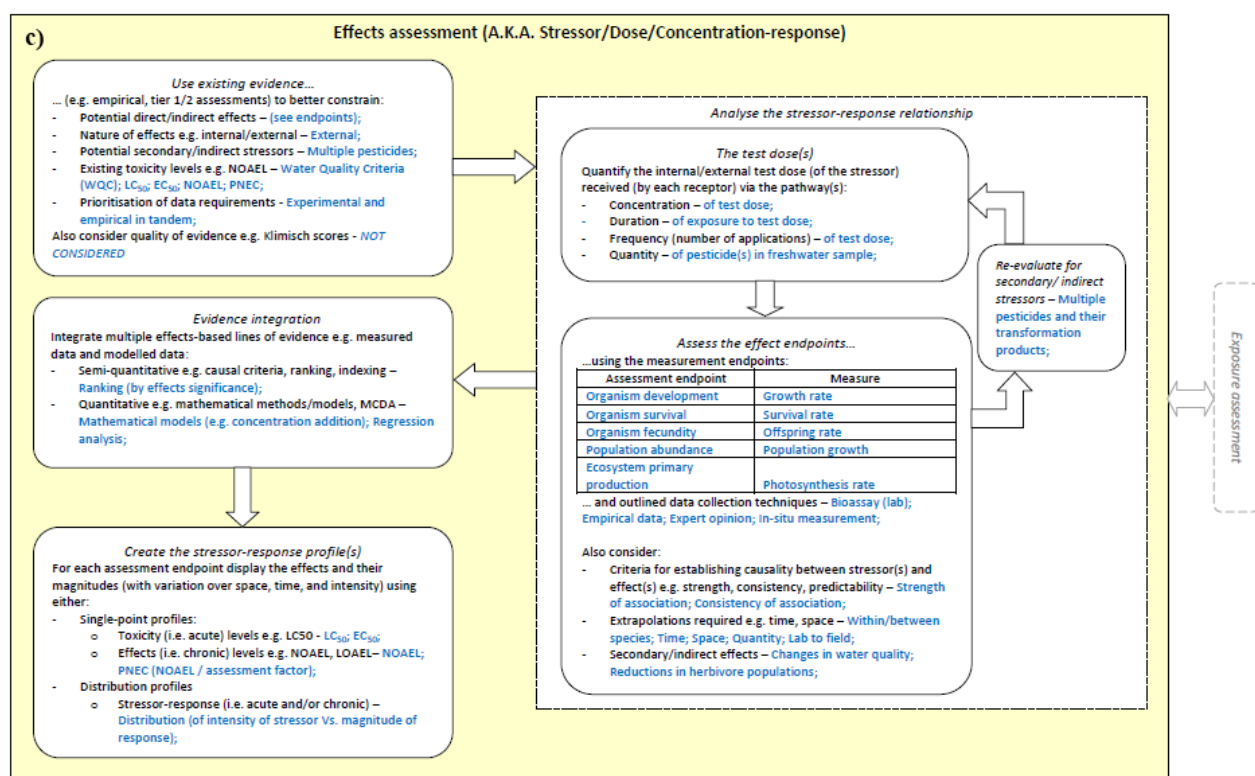 c)
Effects assessment (A.K.A. Stressor/Dose/Concentration-response)
Use existing evidence...
... (e.g. empirical, tier 1/2 assessments) to better constrain:
- Potential direct/indirect effects – (see endpoints);
- Nature of effects e.g. internal/external – External;
- Potential secondary/indirect stressors – Multiple pesticides;
- Existing toxicity levels e.g. NOAEL – Water Quality Criteria
(WQC); LC50; EC50; NOAEL; PNEC;
- Prioritisation of data requirements - Experimental and
empirical in tandem;
Also consider quality of evidence e.g. Klimisch scores - NOT
CONSIDERED
Evidence integration
Integrate multiple effects-based lines of evidence e.g. measured
data and modelled data:
- Semi-quantitative e.g. causal criteria, ranking, indexing –
Ranking (by effects significance);
- Quantitative e.g. mathematical methods/models, MCDA –
Mathematical models (e.g. concentration addition); Regression
analysis;
Create the stressor-response profile(s)
For each assessment endpoint display the effects and their
magnitudes (with variation over space, time, and intensity) using
either:
- Single-point profiles:
o Toxicity (i.e. acute) levels e.g. LC50 - LC50; EC50;
o Effects (i.e. chronic) levels e.g. NOAEL, LOAEL– NOAEL;
PNEC (NOAEL / assessment factor);
- Distribution profiles
o Stressor-response (i.e. acute and/or chronic) –
Distribution (of intensity of stressor Vs. magnitude of
response);
Analyse the stressor-response relationship
The test dose(s)
Quantify the internal/external test dose (of the stressor)
received (by each receptor) via the pathway(s):
- Concentration – of test dose;
- Duration – of exposure to test dose;
- Frequency (number of applications) – of test dose;
- Quantity – of pesticide(s) in freshwater sample;
Assess the effect endpoints...
...using the measurement endpoints:
Assessment endpoint Measure
Organism development Growth rate
Organism survival Survival rate
Organism fecundity Offspring rate
Population abundance Population growth
Ecosystem primary
production Photosynthesis rate
... and outlined data collection techniques – Bioassay (lab);
Empirical data; Expert opinion; In-situ measurement;
Also consider:
- Criteria for establishing causality between stressor(s) and
effect(s) e.g. strength, consistency, predictability – Strength
of association; Consistency of association;
- Extrapolations required e.g. time, space – Within/between
species; Time; Space; Quantity; Lab to field;
- Secondary/indirect effects – Changes in water quality;
Reductions in herbivore populations;
Re-evaluate for
secondary/ indirect
stressors – Multiple
pesticides and their
transformation
products;
Exposure assessment